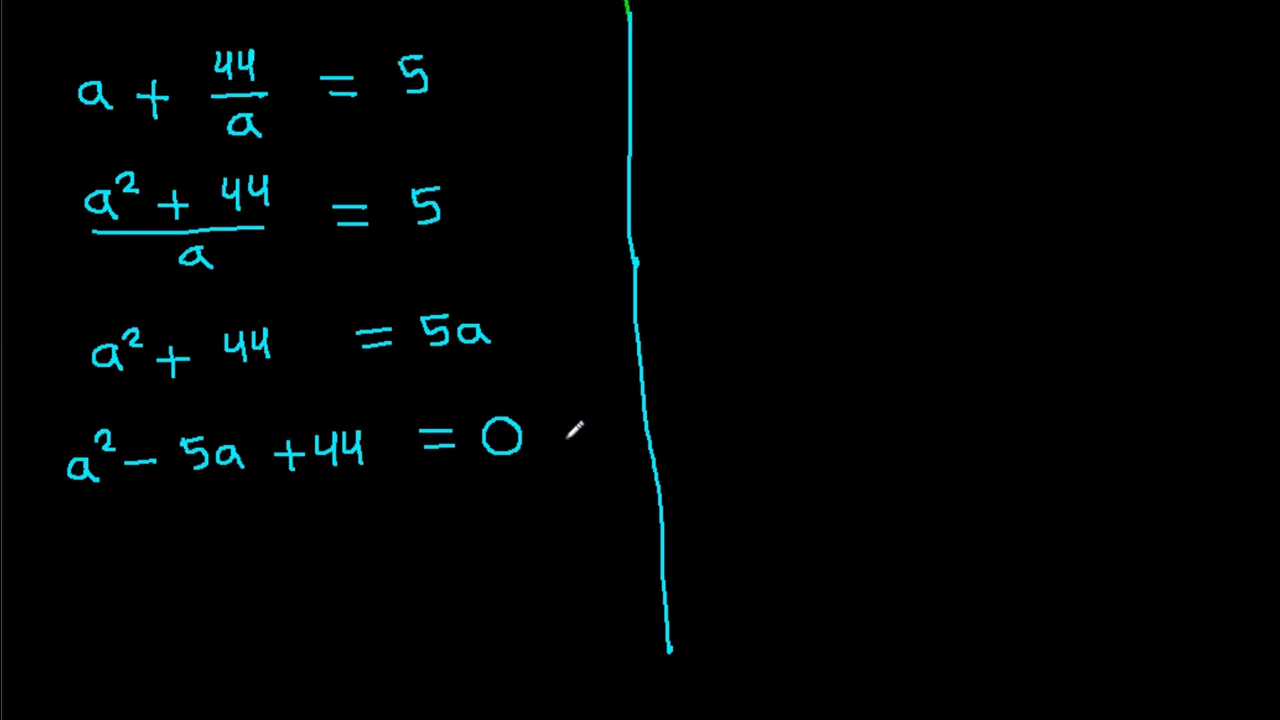 a + 44/a = 5
(a² + 44)/a = 5
a² + 44 = 5a
a² - 5a + 44 = 0